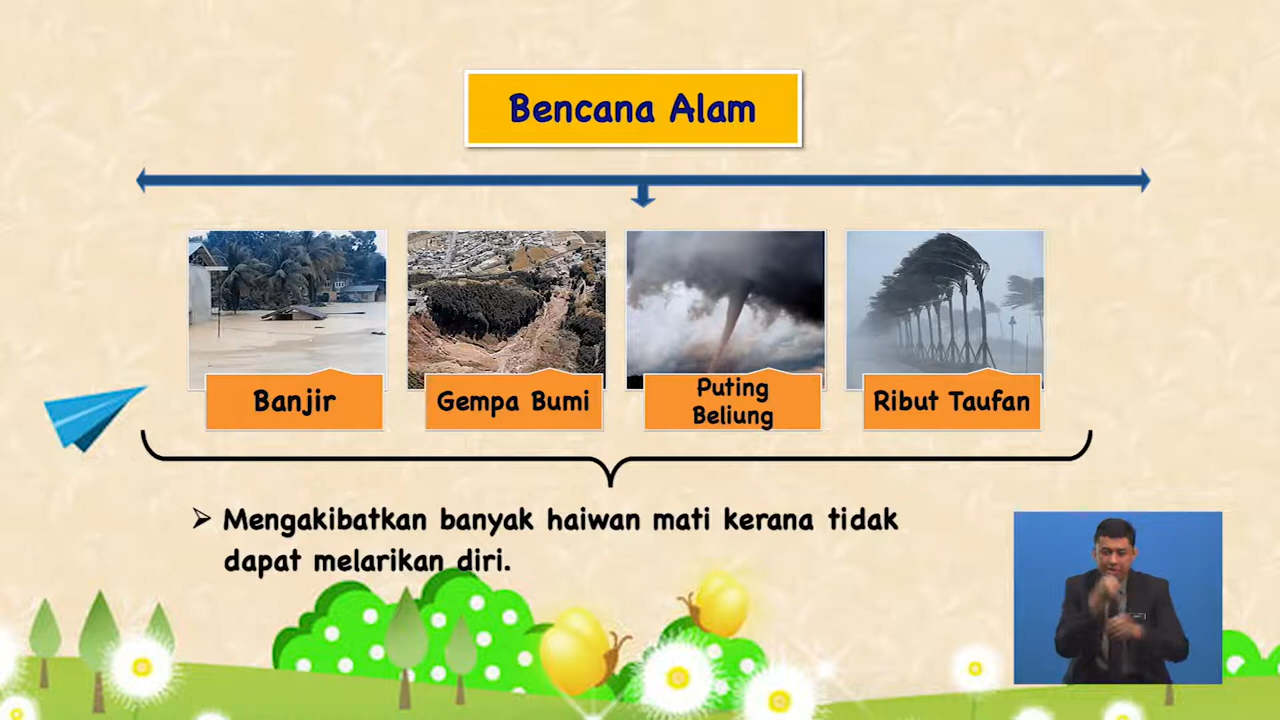 Bencana Alam
Banjir
Gempa Bumi
Puting
Beliung
Ribut Taufan
Mengakibatkan banyak haiwan mati kerana tidak
dapat melarikan diri.